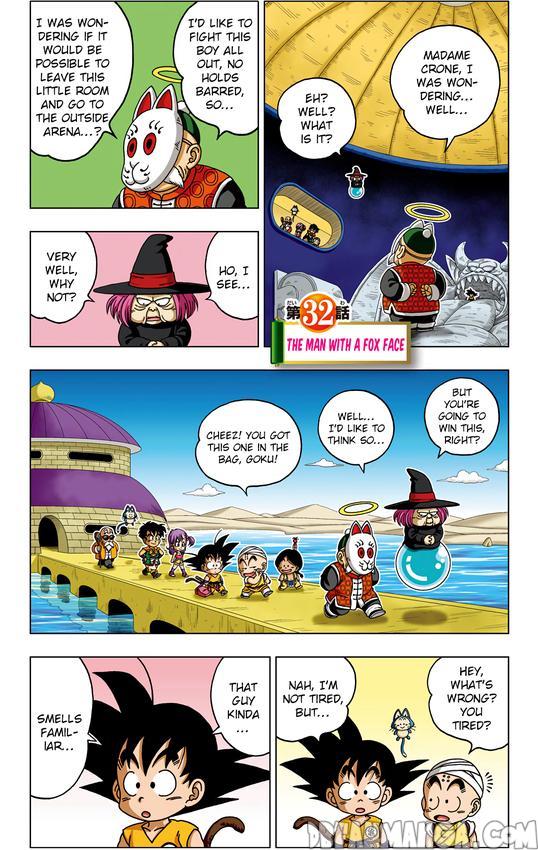 MADAME
CRONE, I
WAS WON-
DERING...
WELL...
EH?
WELL?
WHAT
IS IT?
第32話
だい わ
THE MAN WITH A FOX FACE
I'D LIKE TO
FIGHT THIS
BOY ALL
OUT, NO
HOLDS
BARRED,
SO...
I WAS WON-
DERING IF IT
WOULD BE
POSSIBLE TO
LEAVE THIS
LITTLE ROOM
AND GO TO
THE OUTSIDE
ARENA...?
HO, I
SEE...
VERY
WELL,
WHY
NOT?
BUT
YOU'RE
GOING TO
WIN THIS,
RIGHT?
WELL...
I'D LIKE TO
THINK SO...
CHEEZ! YOU GOT
THIS ONE IN THE
BAG, GOKU!
HEY,
WHAT'S
WRONG?
YOU
TIRED?
NAH, I'M
NOT TIRED,
BUT...
THAT
GUY
KINDA
...
SMELLS
FAMIL-
IAR...